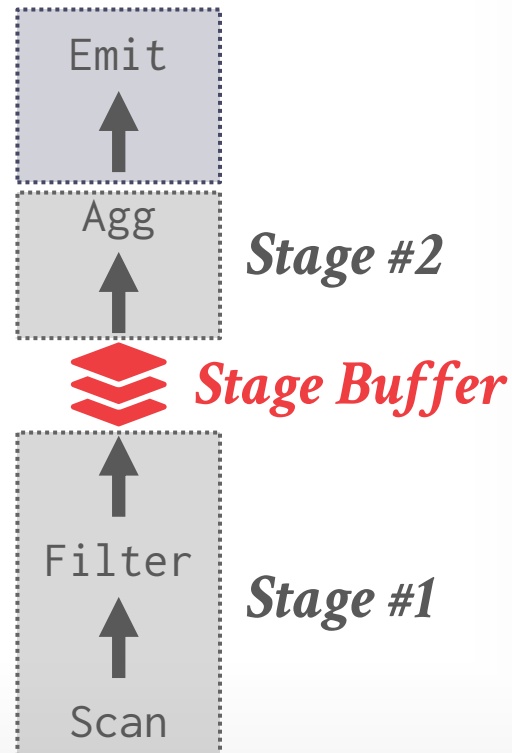 Emit
Agg
Stage #2
Stage Buffer
Filter
Stage #1
Scan